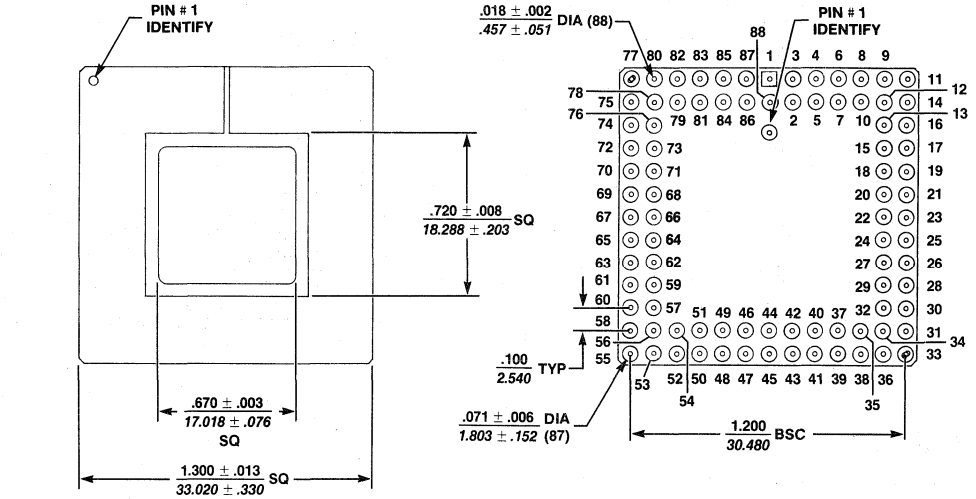 PIN # 1
IDENTIFY
.720 ± .008
18.288 ± .203
SQ
.670 ± .003
17.018 ± .076
SQ
1.300 ± .013
33.020 ± .330
SQ
.018 ± .002
.457 ± .051
DIA (88)
PIN # 1
IDENTIFY
88
77 80 82 83 85 87 1 3 4 6 8 9
11
12
78
75
14
76
79 81 84 86 2 5 7 10
13
74
16
72 73 15 17
70 71 18 19
69 68 20 21
67 66 22 23
65 64 24 25
63 62 27 26
61 59 29 28
60 57 32 30
51 49 46 44 42 40 37
58
31
56
34
55
33
53
52 50 48 47 45 43 41 39 38 36
54
35
.100
2.540
TYP
.071 ± .006
1.803 ± .152
DIA
(87)
1.200
30.480
BSC